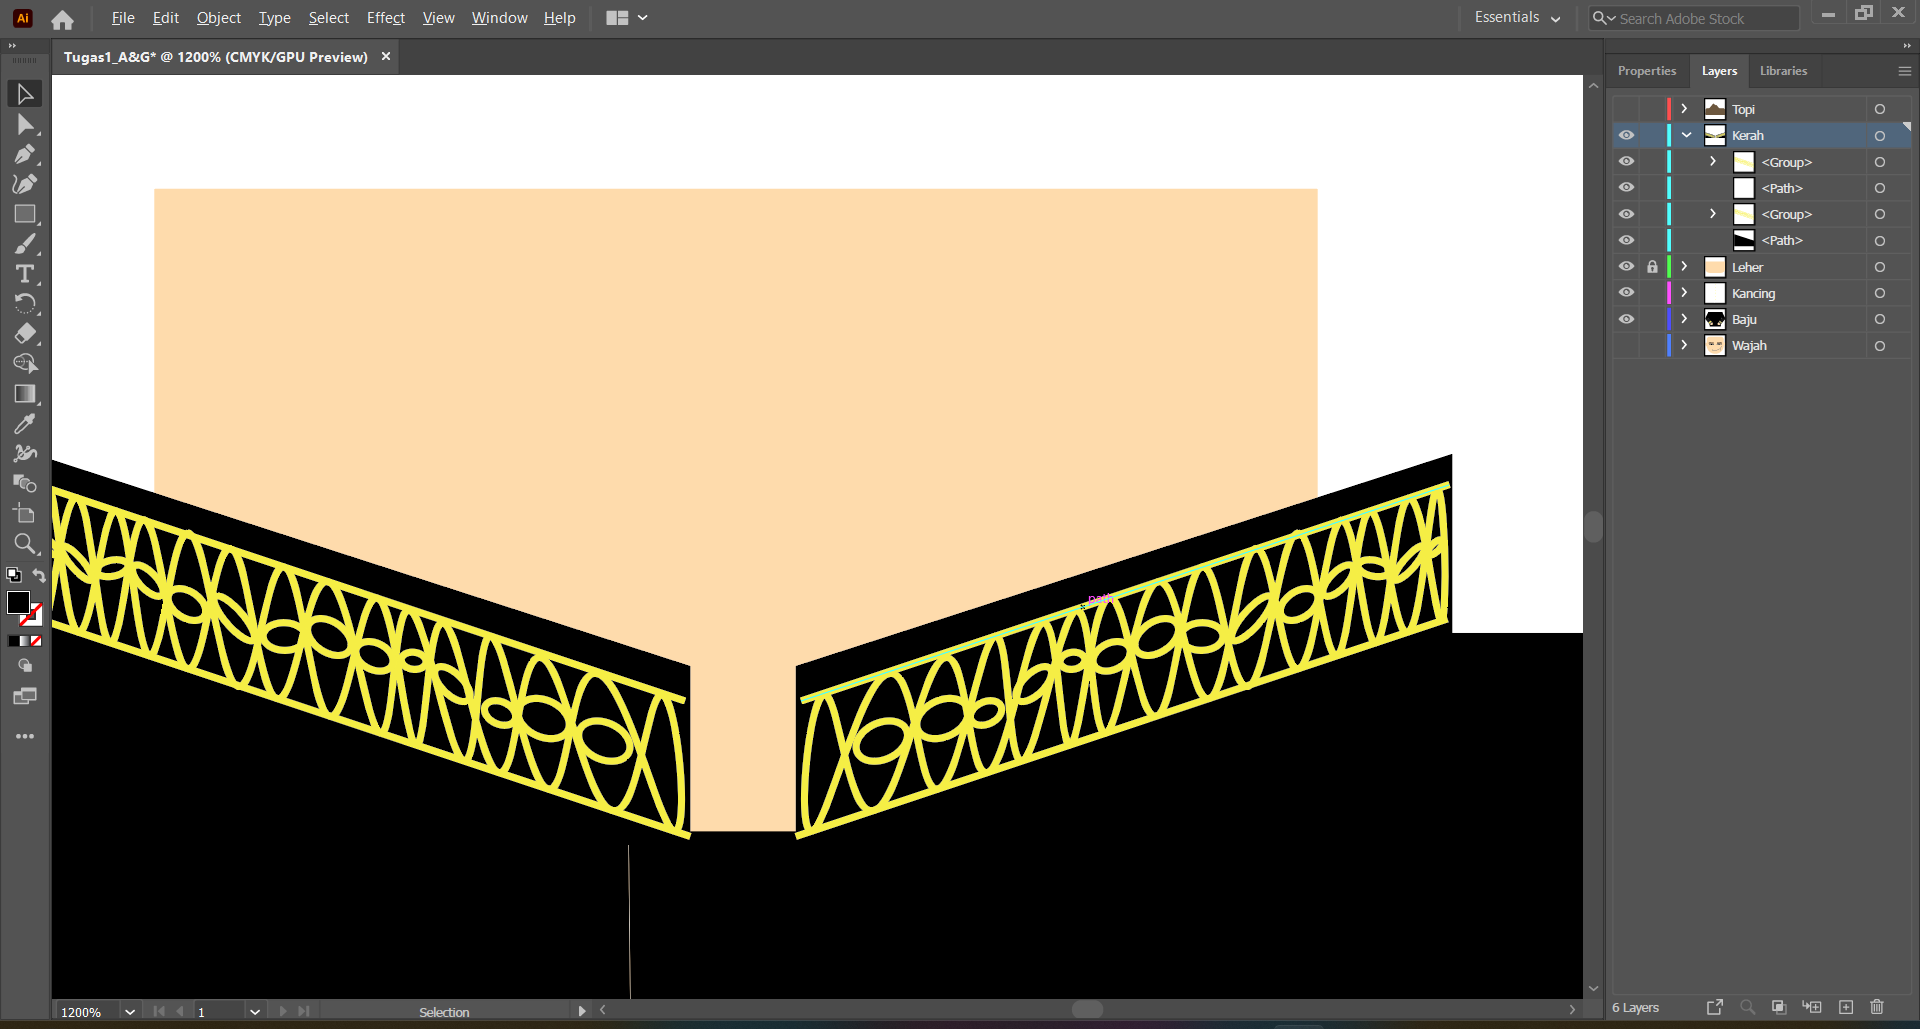 Ai File Edit Object Type Select Effect View Window Help Essentials Search Adobe Stock
Tugas1_A&G* @ 1200% (CMYK/GPU Preview) ×
Properties Layers Libraries
Topi
Kerah
<Group>
<Path>
<Group>
<Path>
Leher
Kancing
Baju
Wajah
path
1200% 1 Selection
6 Layers